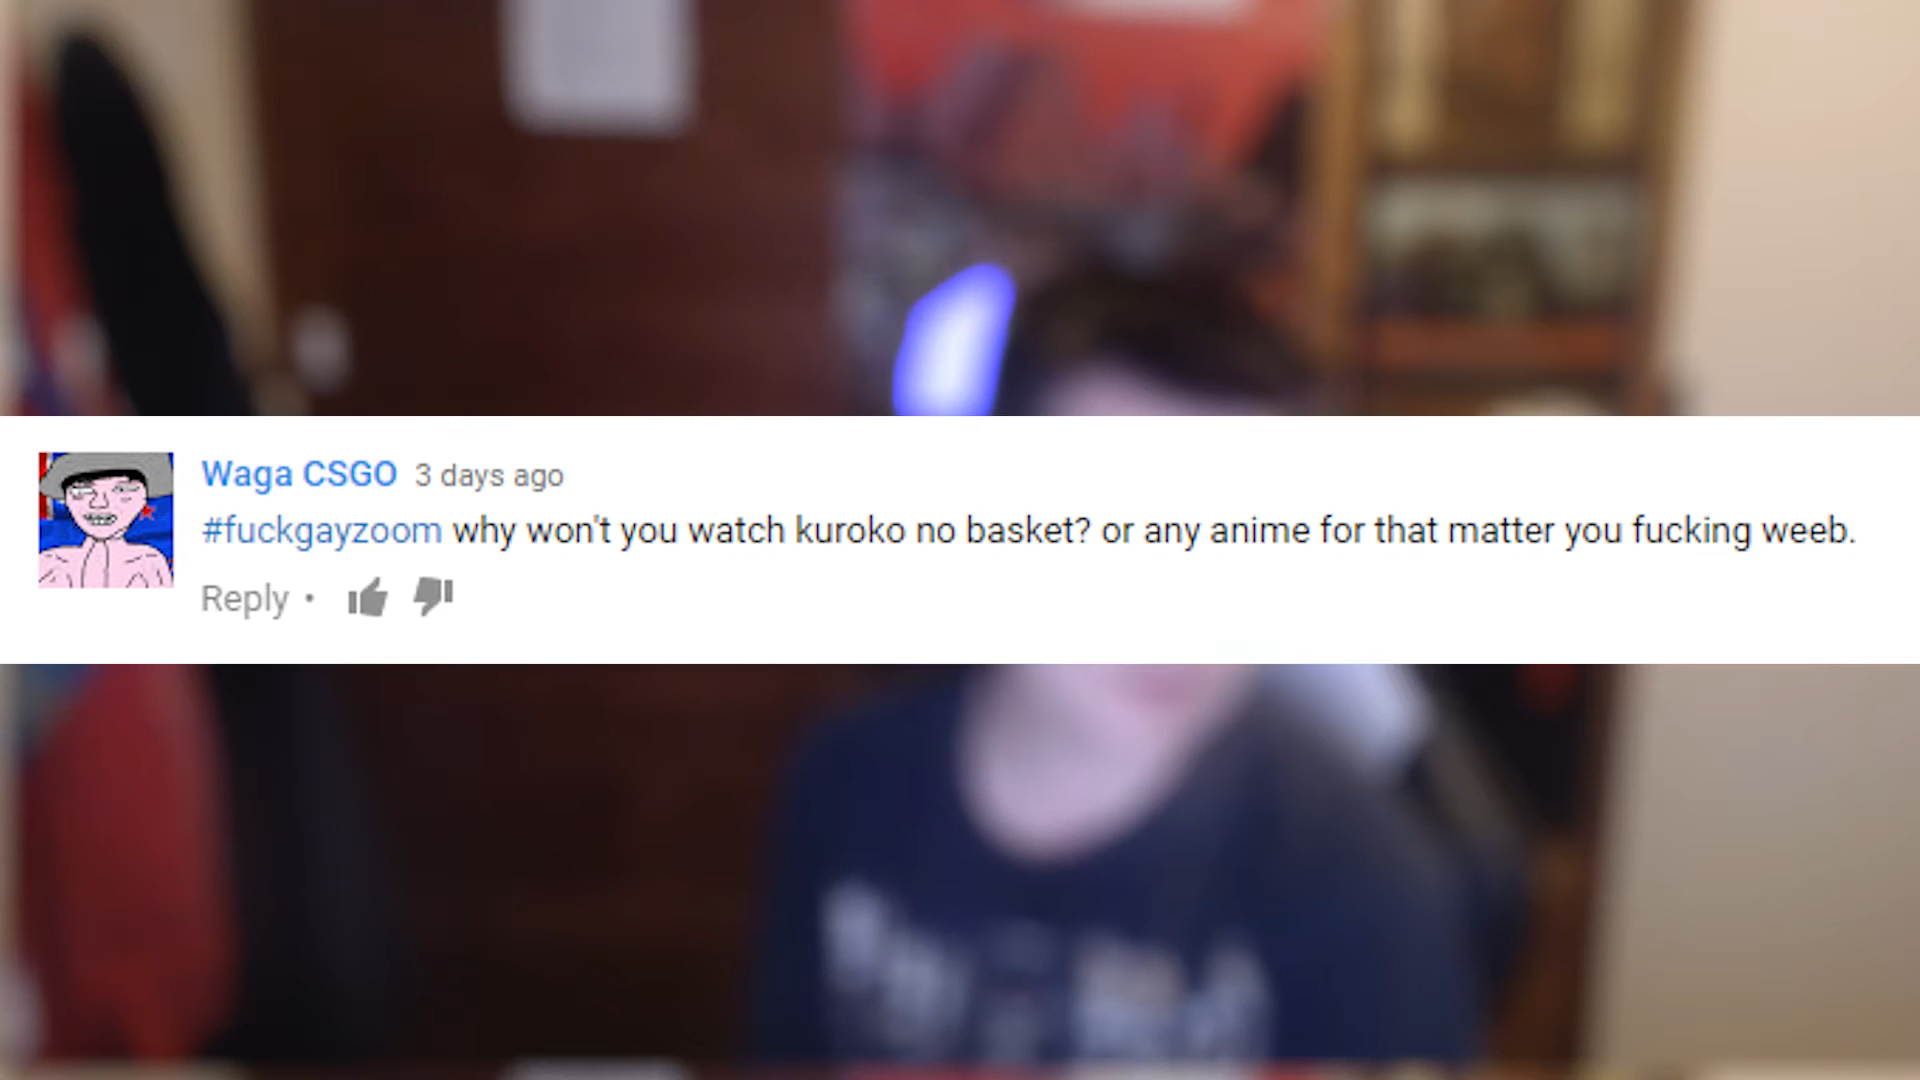 Waga CSGO 3 days ago
#fuckgayzoom why won't you watch kuroko no basket? or any anime for that matter you fucking weeb.
Reply •